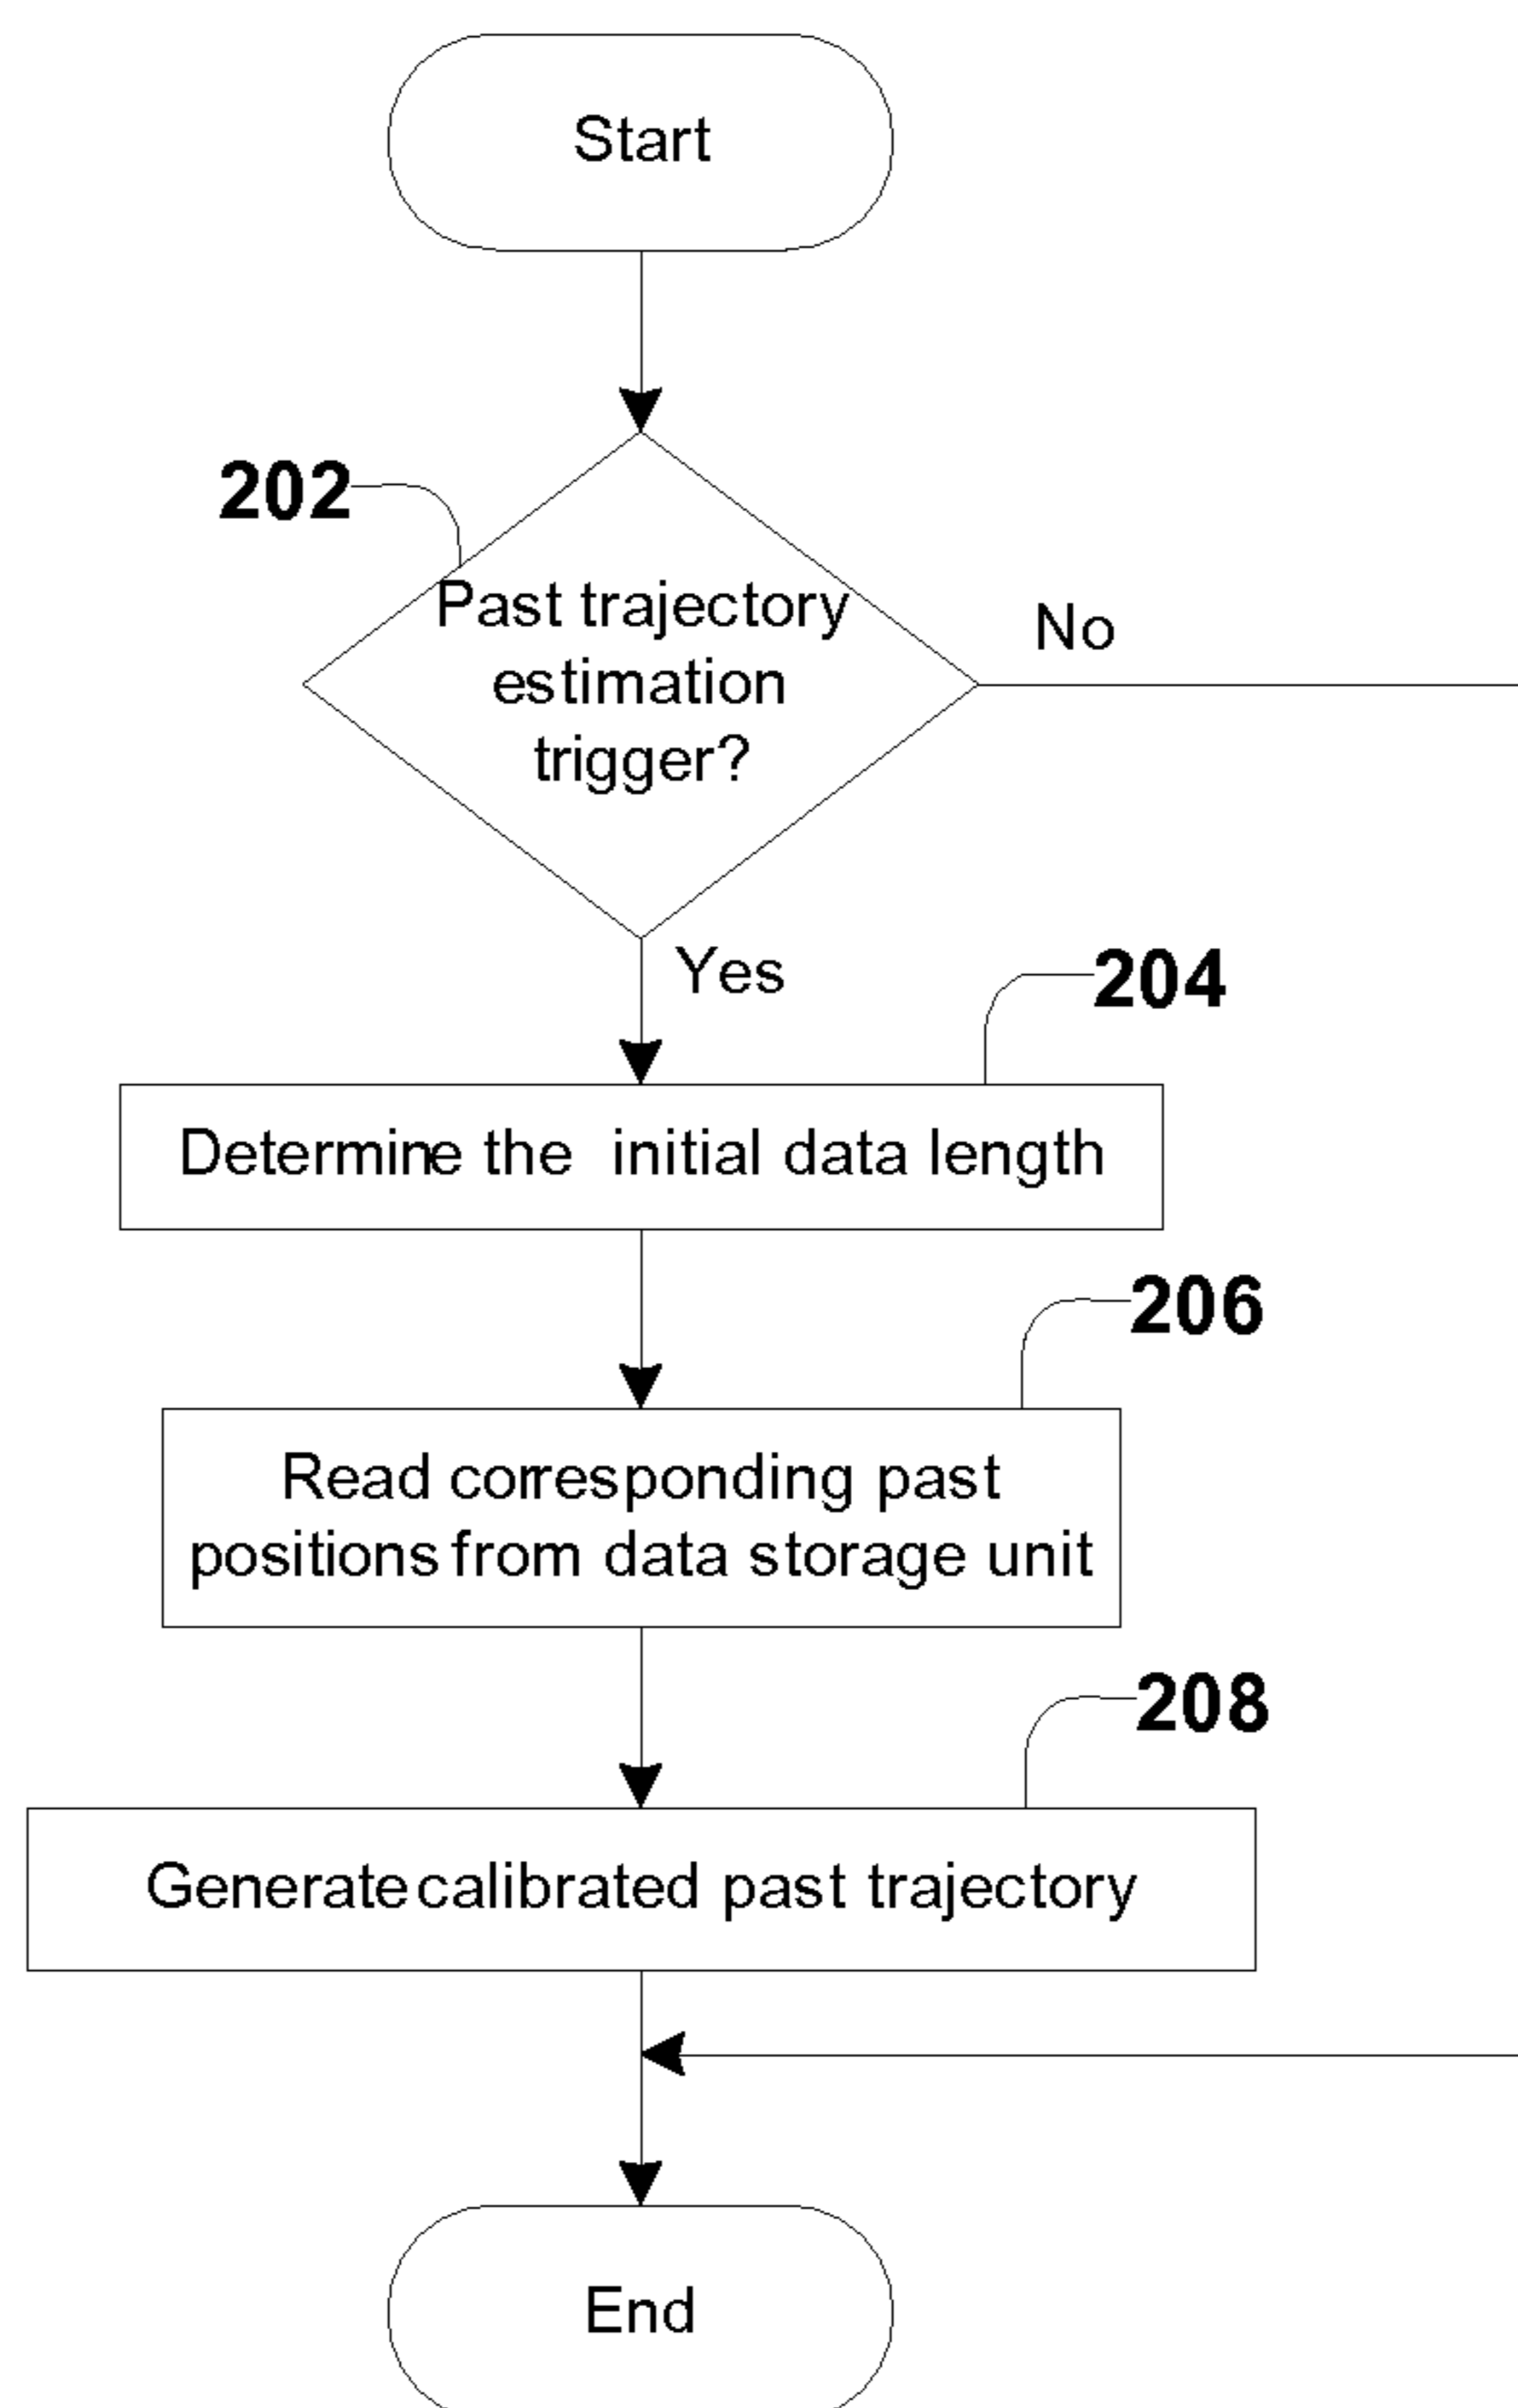 Start
202
Past trajectory
estimation
trigger?
No
Yes
204
Determine the initial data length
206
Read corresponding past
positions from data storage unit
208
Generate calibrated past trajectory
End